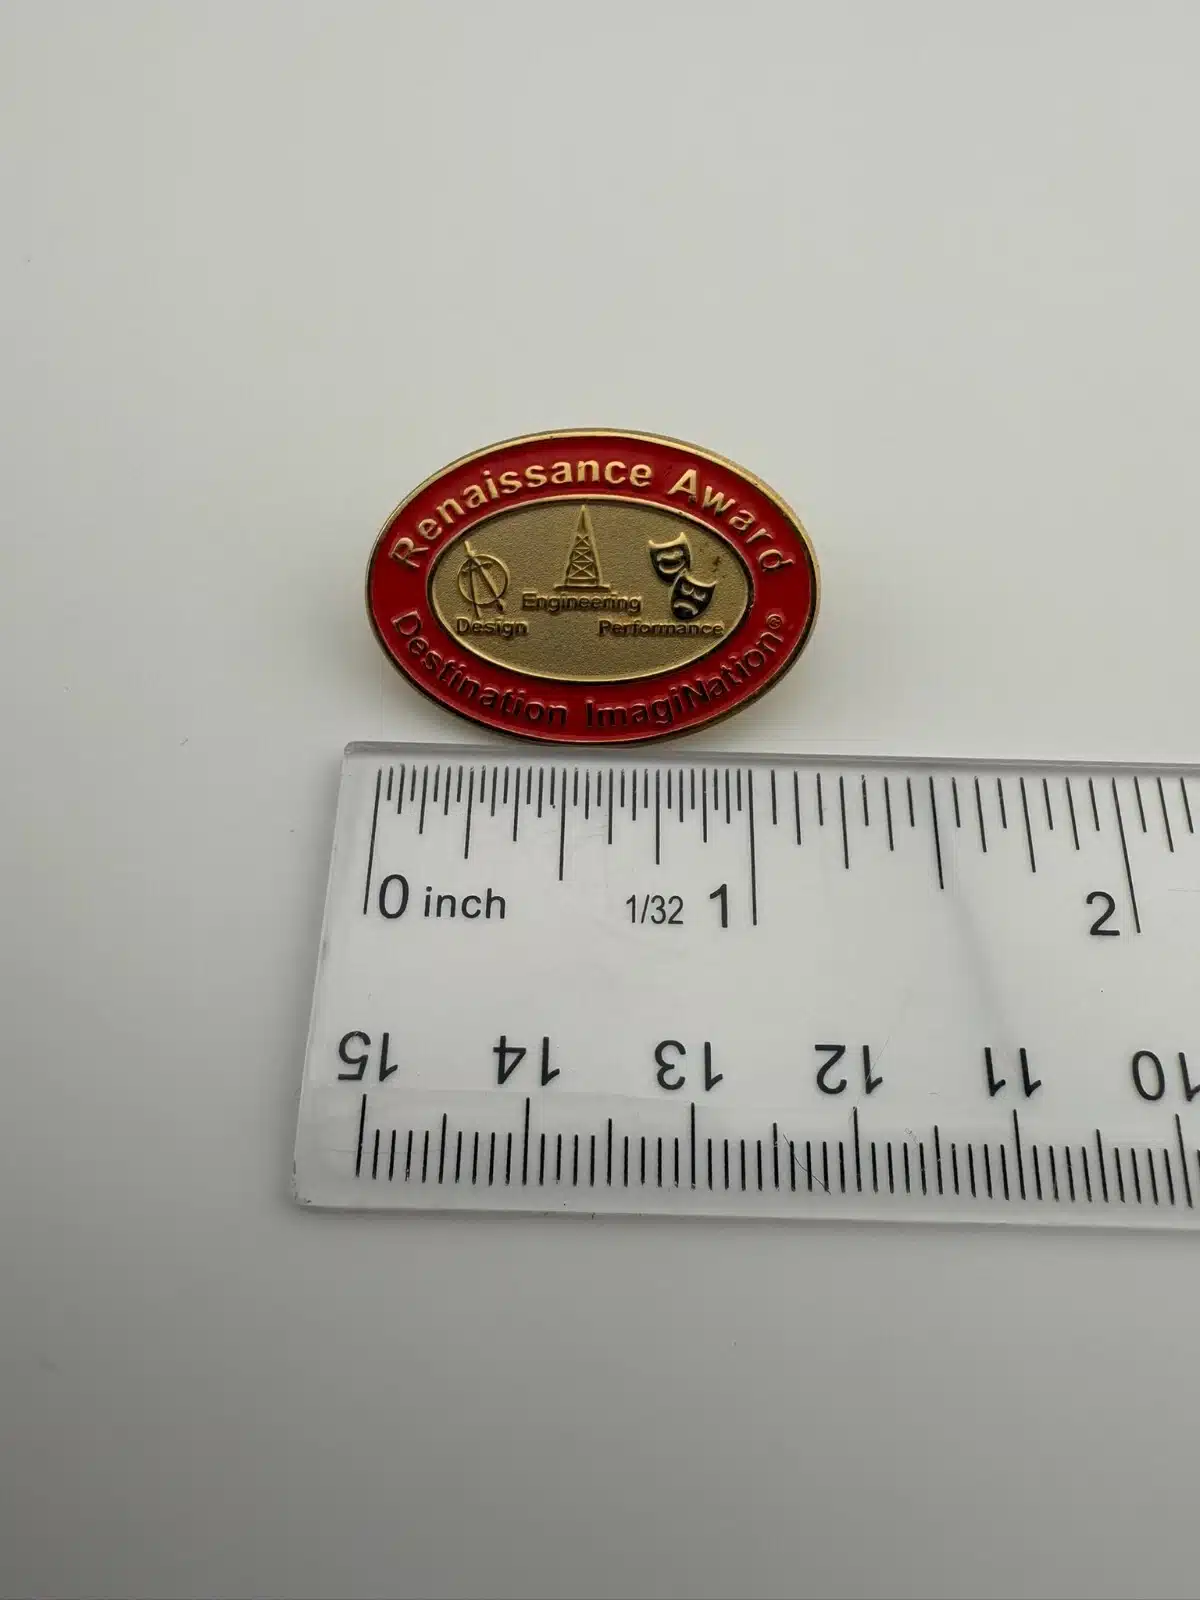 Renaissance Award
Engineering
Design Performance
Destination ImagiNation®
0 inch 1/32 1 2
15 14 13 12 11 10